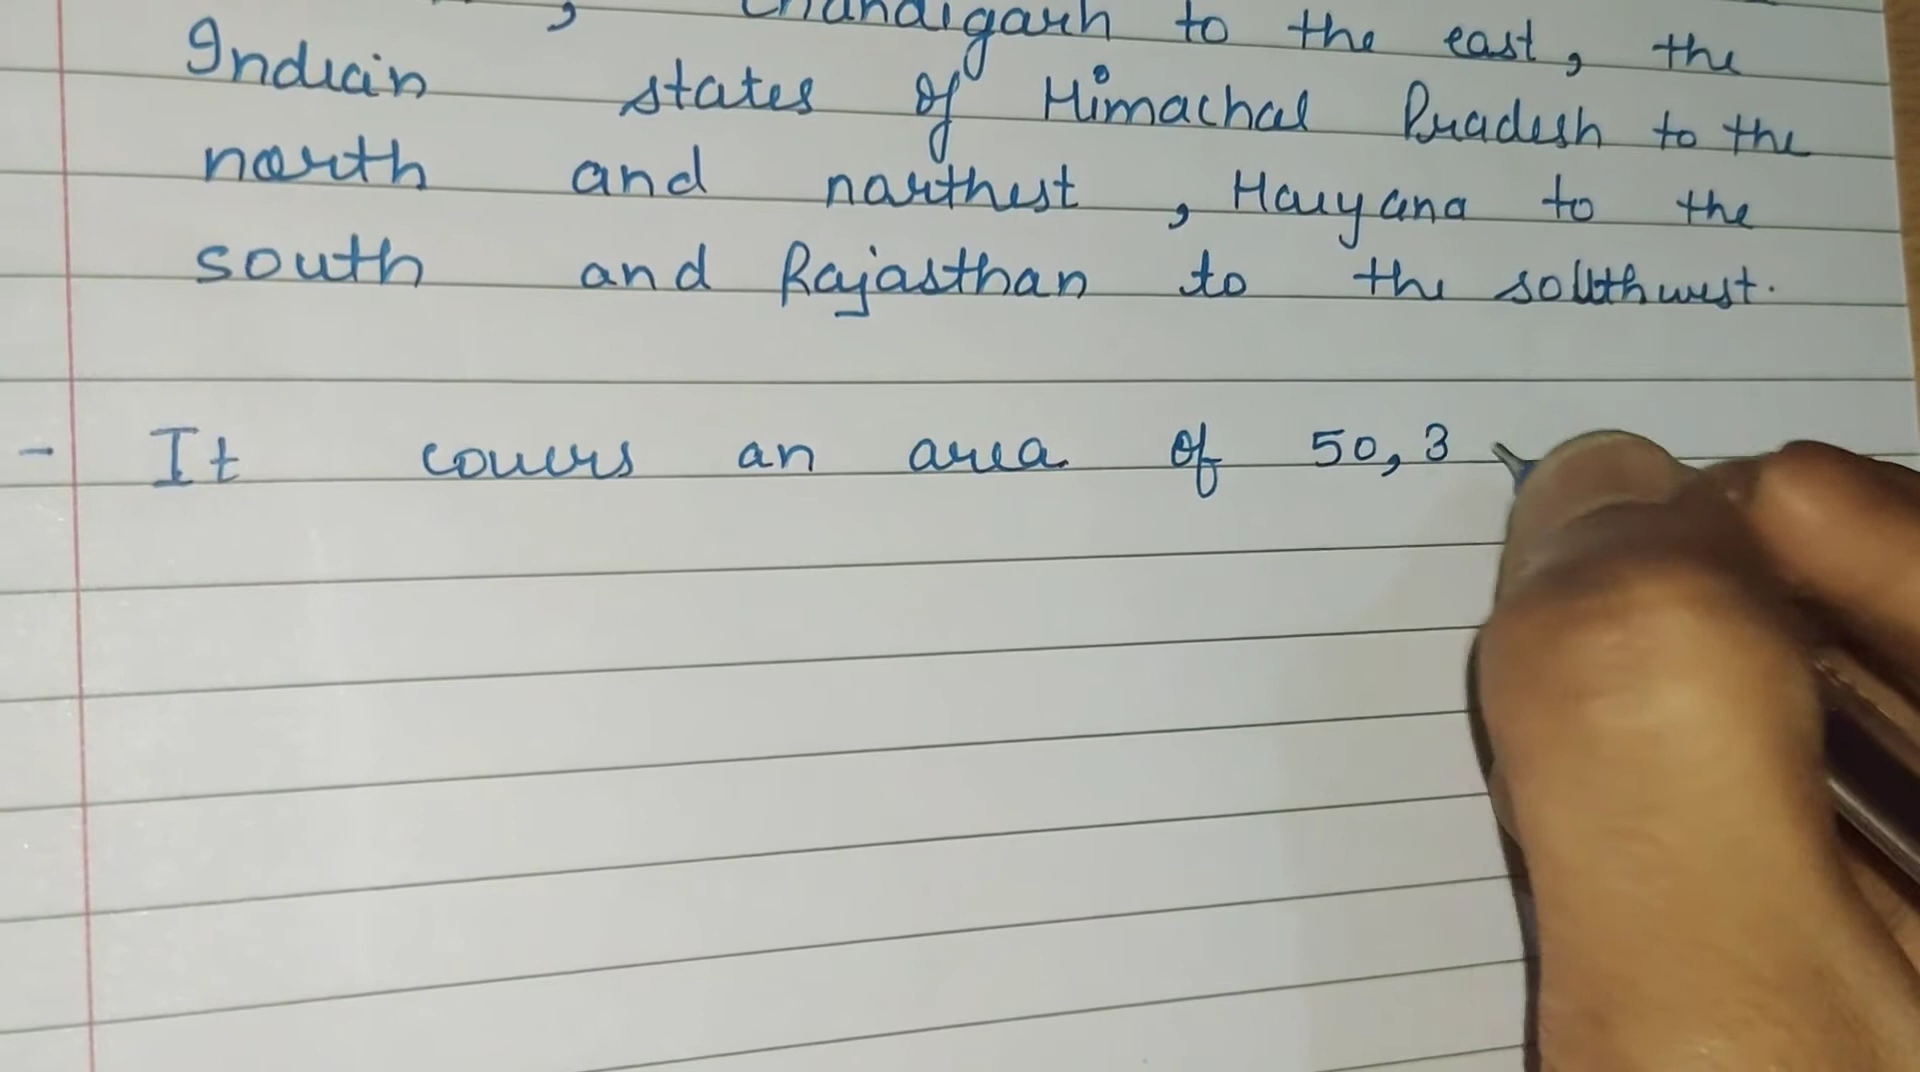 , Chandigarh to the east, the
Indian states of Himachal Pradesh to the
north and northest, Haryana to the
south and Rajasthan to the southwest.
- It covers an area of 50,3